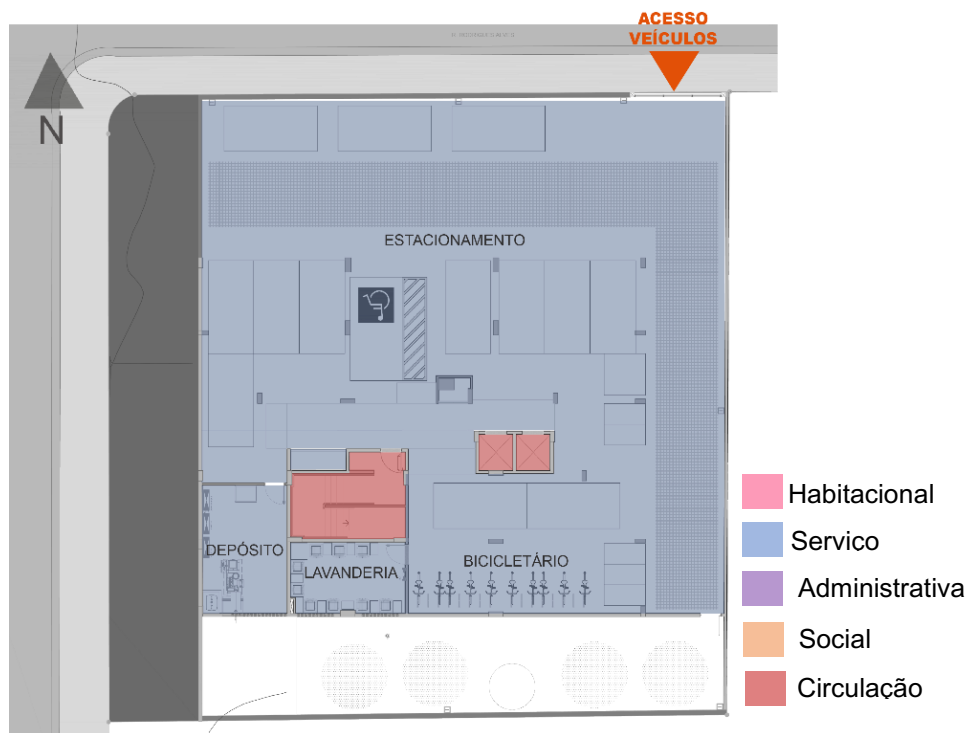 ACESSO
VEÍCULOS
N
ESTACIONAMENTO
DEPÓSITO
LAVANDERIA
BICICLETÁRIO
Habitacional
Servico
Administrativa
Social
Circulação